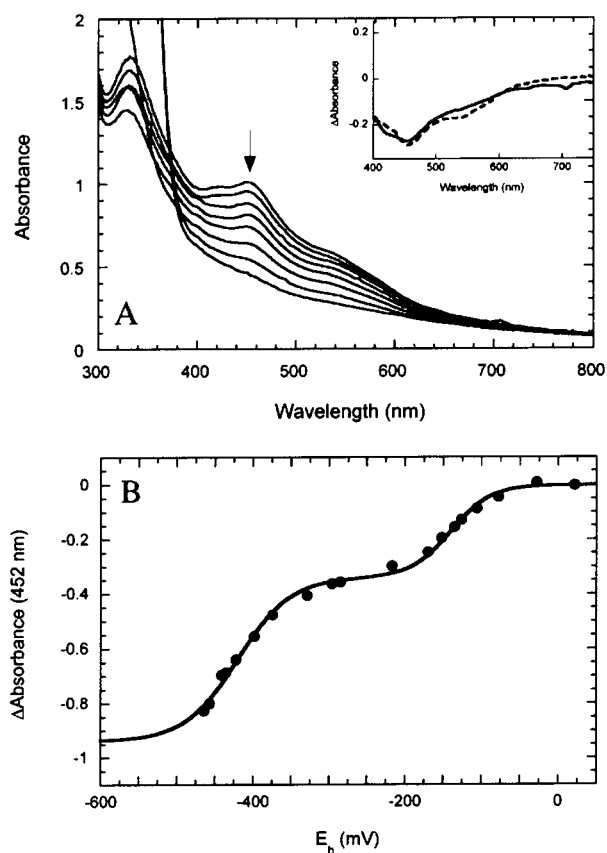 2
1.5
1
0.5
0
Absorbance
A
300 400 500 600 700 800
Wavelength (nm)
0.2
0
-0.2
ΔAbsorbance
400 500 600 700
Wavelength (nm)
B
0
-0.2
-0.4
-0.6
-0.8
-1
ΔAbsorbance (452 nm)
-600 -400 -200 0
E_h (mV)